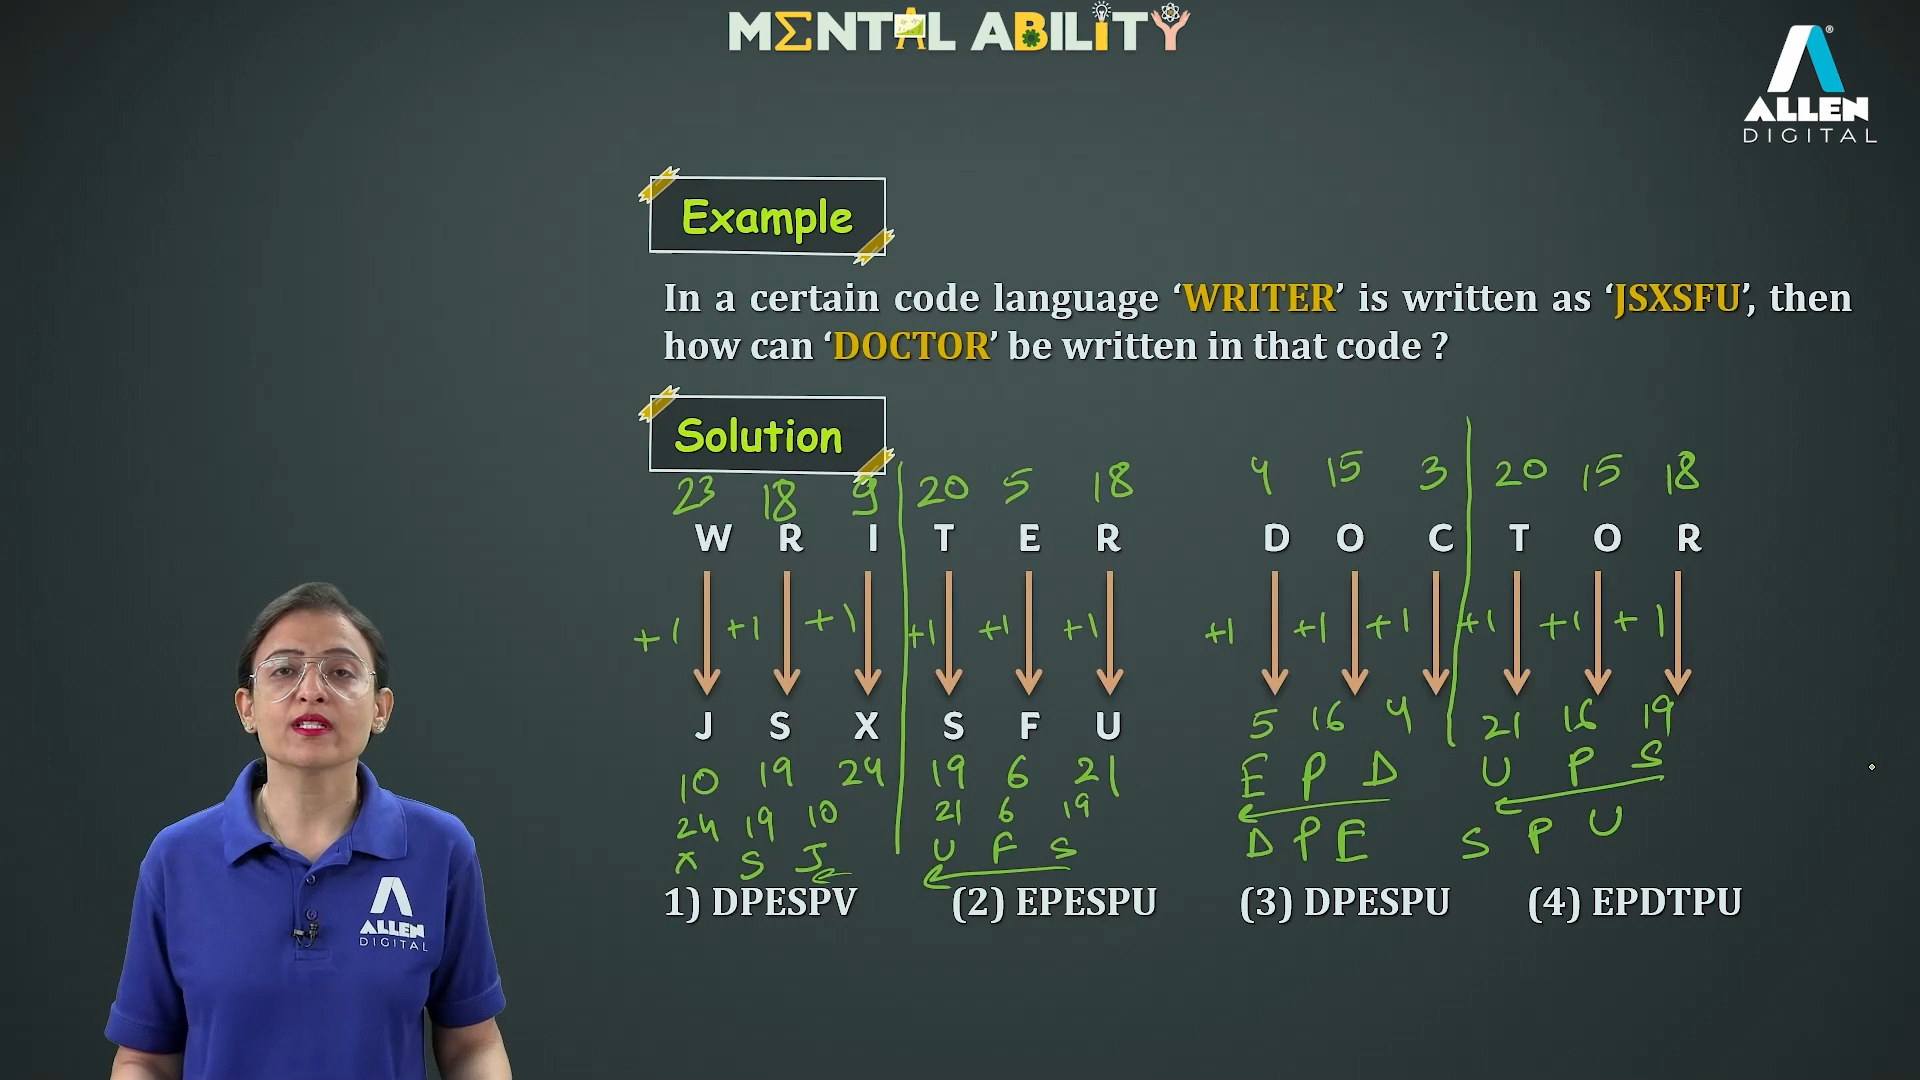 MΣNTAL ABILITY
ALLEN
DIGITAL
Example
In a certain code language ‘WRITER’ is written as ‘JSXSFU’, then
how can ‘DOCTOR’ be written in that code ?
Solution
23 18 9 20 5 18 4 15 3 20 15 18
W R I T E R D O C T O R
+1 +1 +1 +1 +1 +1 +1 +1 +1 +1 +1 +1
J S X S F U 5 16 4 21 16 19
10 19 24 19 6 21 E P D U P S
24 19 10 21 6 19 D P E S P U
X S J U F S
1) DPESPV (2) EPESPU (3) DPESPU (4) EPDTPU
ALLEN
DIGITAL